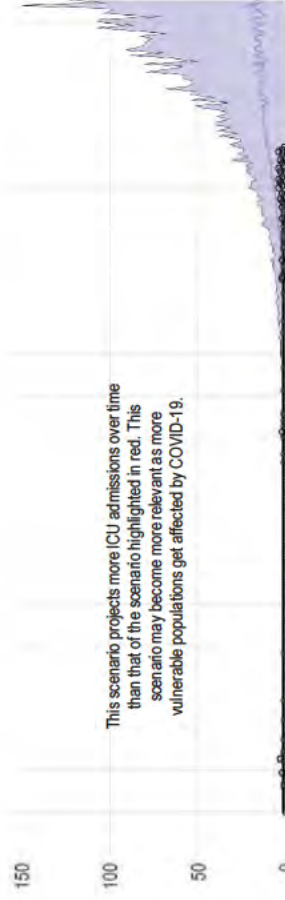 This scenario projects more ICU admissions over time
than that of the scenario highlighted in red. This
scenario may become more relevant as more
vulnerable populations get affected by COVID-19.
150
100
50
0